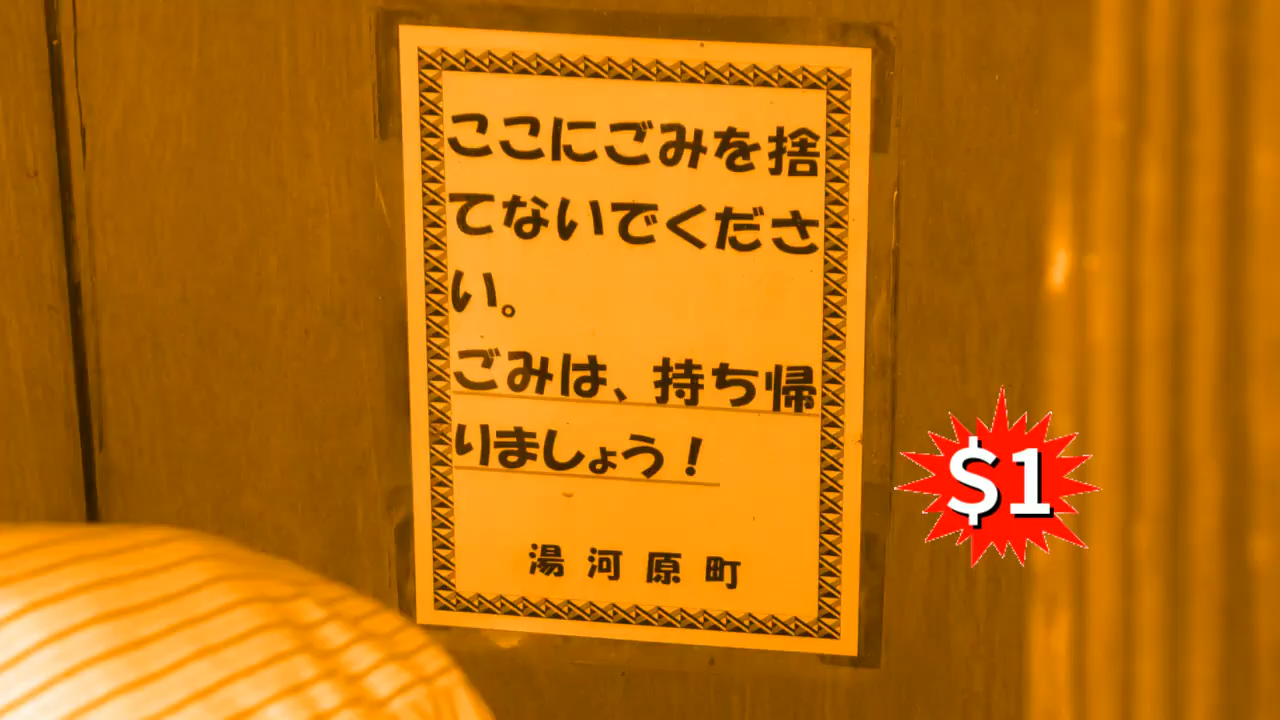 ここにごみを捨
てないでくださ
い。
ごみは、持ち帰
りましょう！
湯河原町
$1